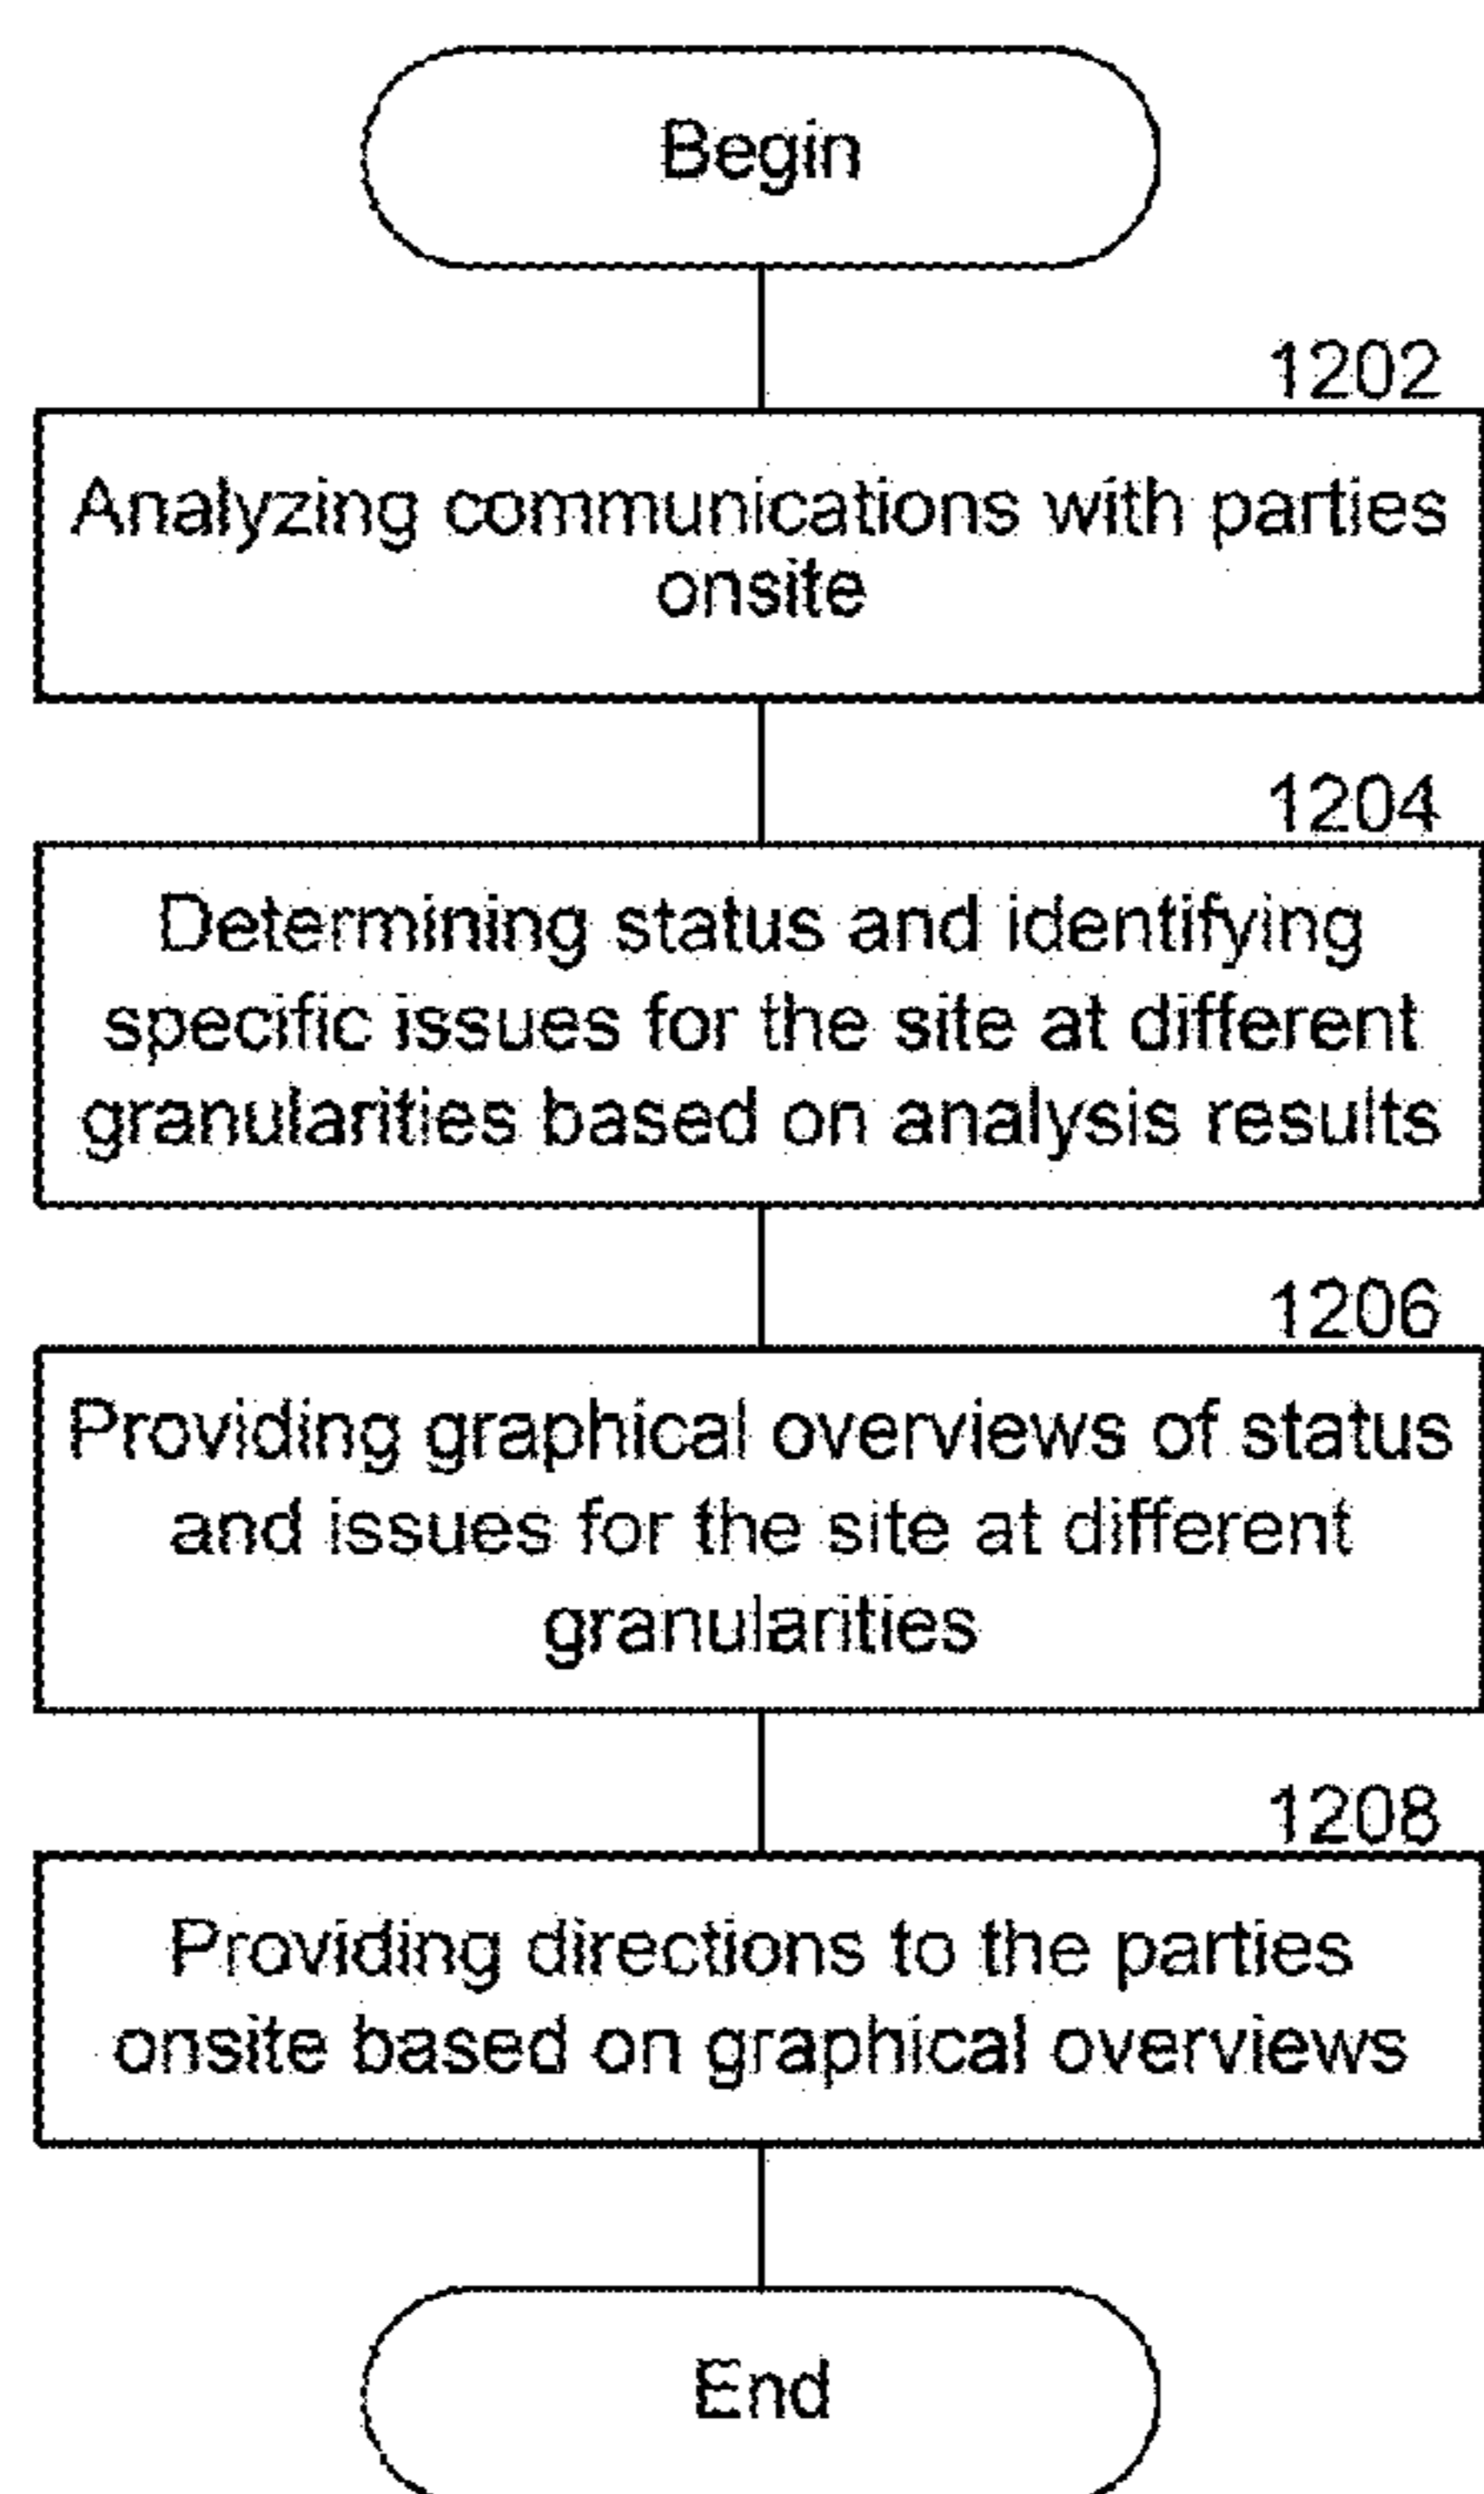 Begin
1202
Analyzing communications with parties
onsite
1204
Determining status and identifying
specific issues for the site at different
granularities based on analysis results
1206
Providing graphical overviews of status
and issues for the site at different
granularities
1208
Providing directions to the parties
onsite based on graphical overviews
End